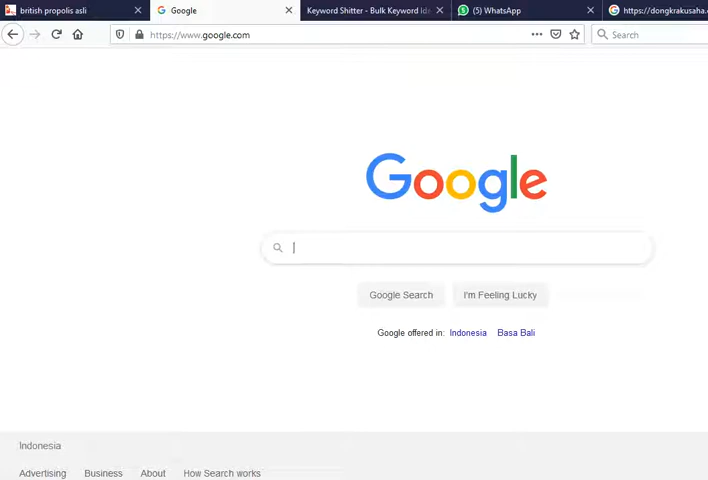 british propolis asli
Google
Keyword Shitter - Bulk Keyword Ide
(5) WhatsApp
https://dongkrakusaha.c
https://www.google.com
Search
Google
Google Search
I'm Feeling Lucky
Google offered in: Indonesia Basa Bali
Indonesia
Advertising Business About How Search works